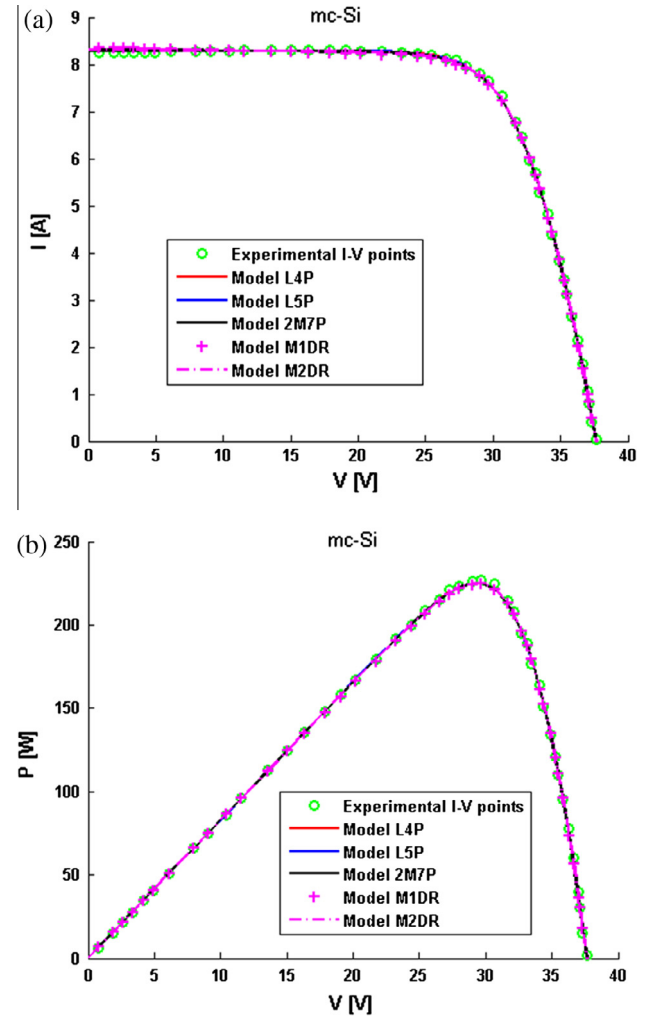 (a)
mc-Si
9
8
7
6
5
4
3
2
1
0
I [A]
Experimental I-V points
Model L4P
Model L5P
Model 2M7P
Model M1DR
Model M2DR
0 5 10 15 20 25 30 35 40
V [V]
(b)
mc-Si
250
200
150
100
50
0
P [W]
Experimental I-V points
Model L4P
Model L5P
Model 2M7P
Model M1DR
Model M2DR
0 5 10 15 20 25 30 35 40
V [V]